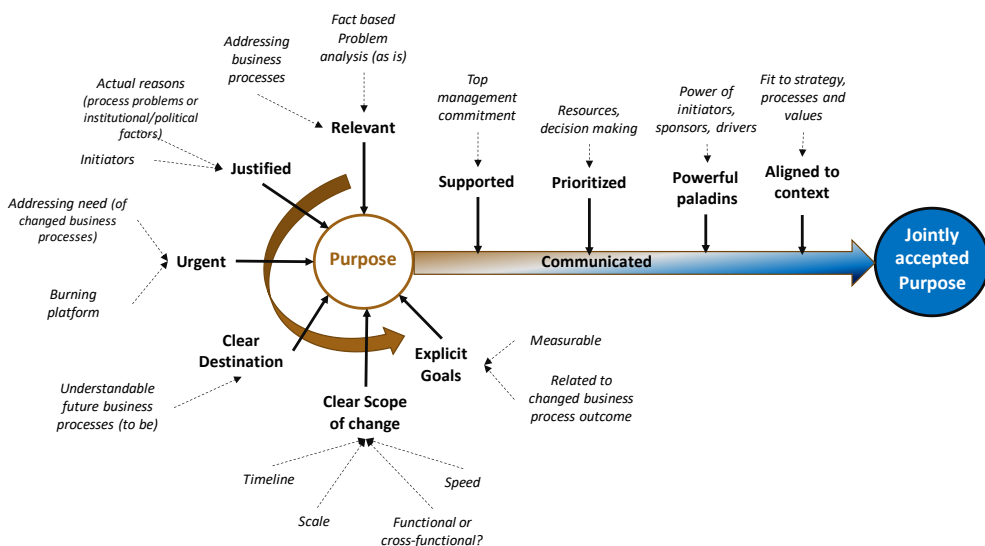 Fact based
Problem
analysis (as is)
Addressing
business
processes
Actual reasons
(process problems or
institutional/political
factors)
Initiators
Relevant
Justified
Top
management
commitment
Resources,
decision making
Power of
initiators,
sponsors, drivers
Fit to strategy,
processes and
values
Supported
Prioritized
Powerful
paladins
Aligned to
context
Addressing need (of
changed business
processes)
Urgent
Burning
platform
Purpose
Communicated
Jointly
accepted
Purpose
Clear
Destination
Understandable
future business
processes (to be)
Explicit
Goals
Measurable
Related to
changed business
process outcome
Clear Scope
of change
Timeline
Scale
Functional or
cross-functional?
Speed